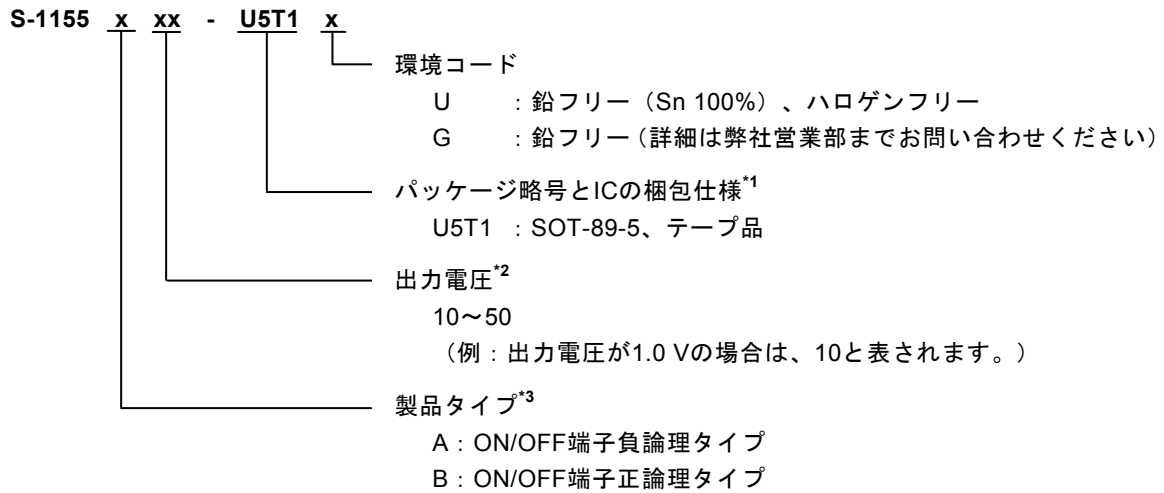 S-1155 x xx - U5T1 x
環境コード
U ：鉛フリー（Sn 100%）、ハロゲンフリー
G ：鉛フリー（詳細は弊社営業部までお問い合わせください）
パッケージ略号とICの梱包仕様*1
U5T1 ：SOT-89-5、テープ品
出力電圧*2
10～50
（例：出力電圧が1.0 Vの場合は、10と表されます。）
製品タイプ*3
A：ON/OFF端子負論理タイプ
B：ON/OFF端子正論理タイプ